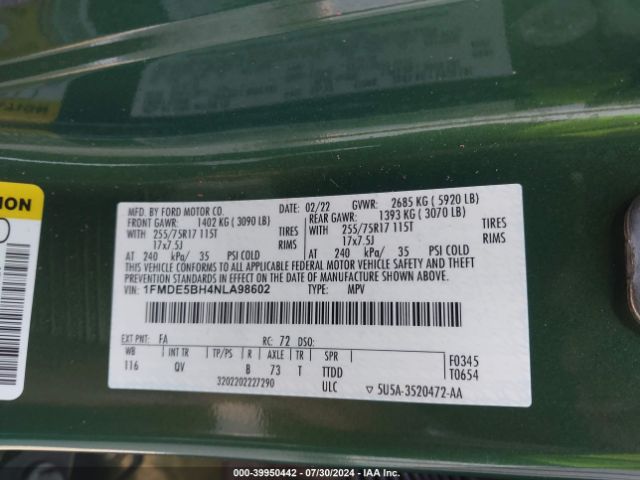 MFD. BY FORD MOTOR CO.
DATE: 02/22 GVWR: 2685 KG ( 5920 LB)
FRONT GAWR: 1402 KG ( 3090 LB)
REAR GAWR: 1393 KG ( 3070 LB)
WITH 255/75R17 115T TIRES
17x7.5J RIMS
AT 240 kPa/ 35 PSI COLD
WITH 255/75R17 115T TIRES
17x7.5J RIMS
AT 240 kPa/ 35 PSI COLD
THIS VEHICLE CONFORMS TO ALL APPLICABLE FEDERAL MOTOR VEHICLE SAFETY AND THEFT
PREVENTION STANDARDS IN EFFECT ON THE DATE OF MANUFACTURE SHOWN ABOVE.
VIN: 1FMDE5BH4NLA98602 TYPE: MPV
EXT PNT: FA RC: 72 DSO:
WB INT TR TP/PS R AXLE TR SPR
116 QV B 73 T TTDD
F0345
T0654
3202202227290 ULC
5U5A-3520472-AA
000-39950442 - 07/30/2024 - IAA Inc.